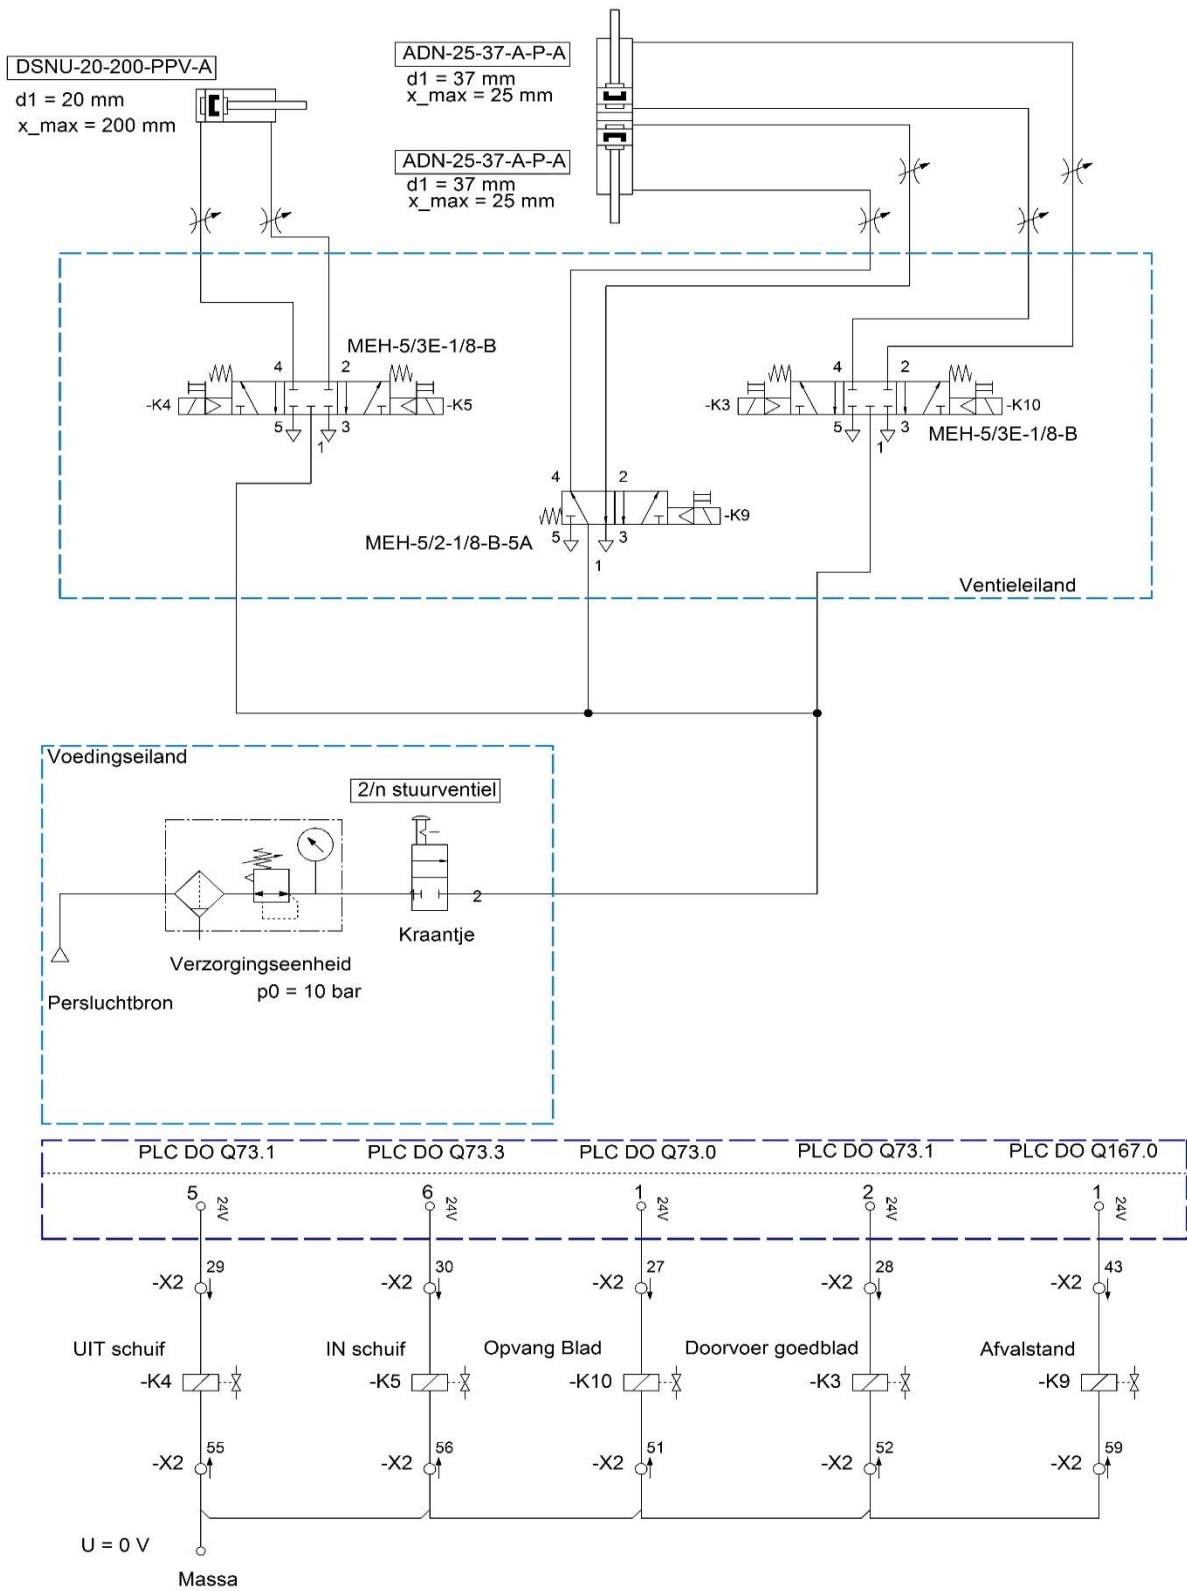 DSNU-20-200-PPV-A
d1 = 20 mm
x_max = 200 mm
ADN-25-37-A-P-A
d1 = 37 mm
x_max = 25 mm
ADN-25-37-A-P-A
d1 = 37 mm
x_max = 25 mm
MEH-5/3E-1/8-B
4 2
-K4 -K5
5 3
1
4 2
-K3 -K10
5 3
1
MEH-5/3E-1/8-B
4 2
-K9
5 3
1
MEH-5/2-1/8-B-5A
Ventieleiland
Voedingseiland
2/n stuurventiel
1 2
Kraantje
Verzorgingseenheid
p0 = 10 bar
Persluchtbron
PLC DO Q73.1 PLC DO Q73.3 PLC DO Q73.0 PLC DO Q73.1 PLC DO Q167.0
5 24V 6 24V 1 24V 2 24V 1 24V
29 30 27 28 43
-X2 -X2 -X2 -X2 -X2
UIT schuif IN schuif Opvang Blad Doorvoer goedblad Afvalstand
-K4 -K5 -K10 -K3 -K9
55 56 51 52 59
-X2 -X2 -X2 -X2 -X2
U = 0 V
Massa